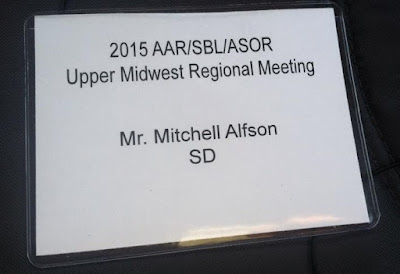 2015 AAR/SBL/ASOR
Upper Midwest Regional Meeting
Mr. Mitchell Alfson
SD